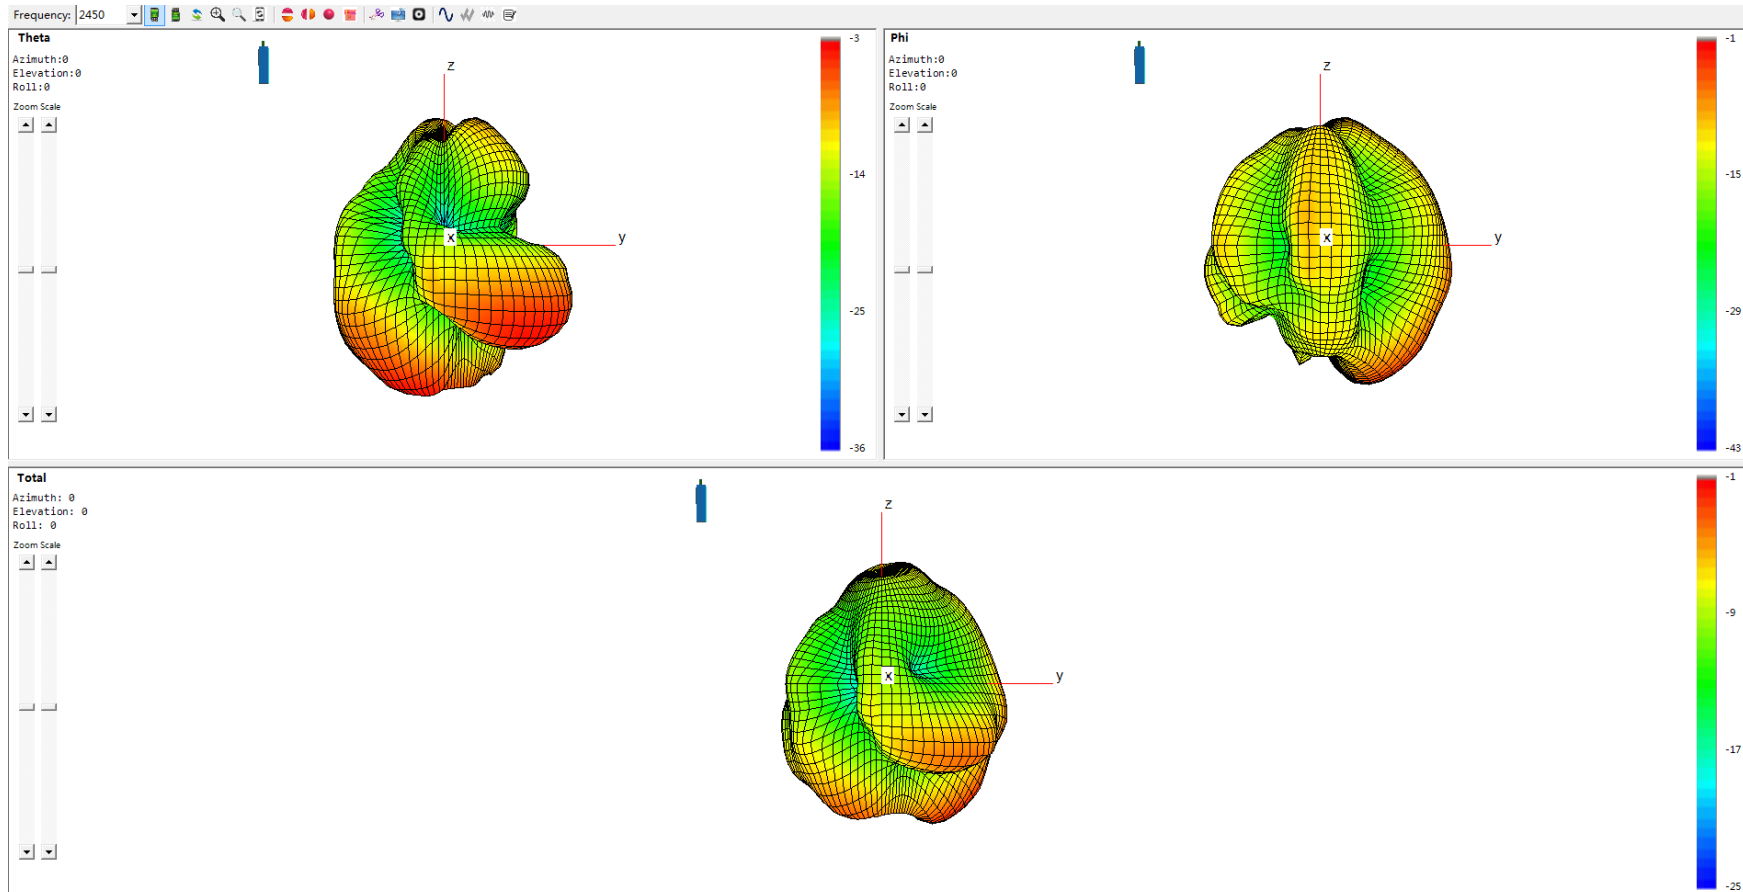 Frequency: 2450
Theta
Azimuth:0
Elevation:0
Roll:0
Zoom Scale
z
y
x
-3
-14
-25
-36
Phi
Azimuth:0
Elevation:0
Roll:0
Zoom Scale
z
y
x
-1
-15
-29
-43
Total
Azimuth: 0
Elevation: 0
Roll: 0
Zoom Scale
z
y
x
-1
-9
-17
-25